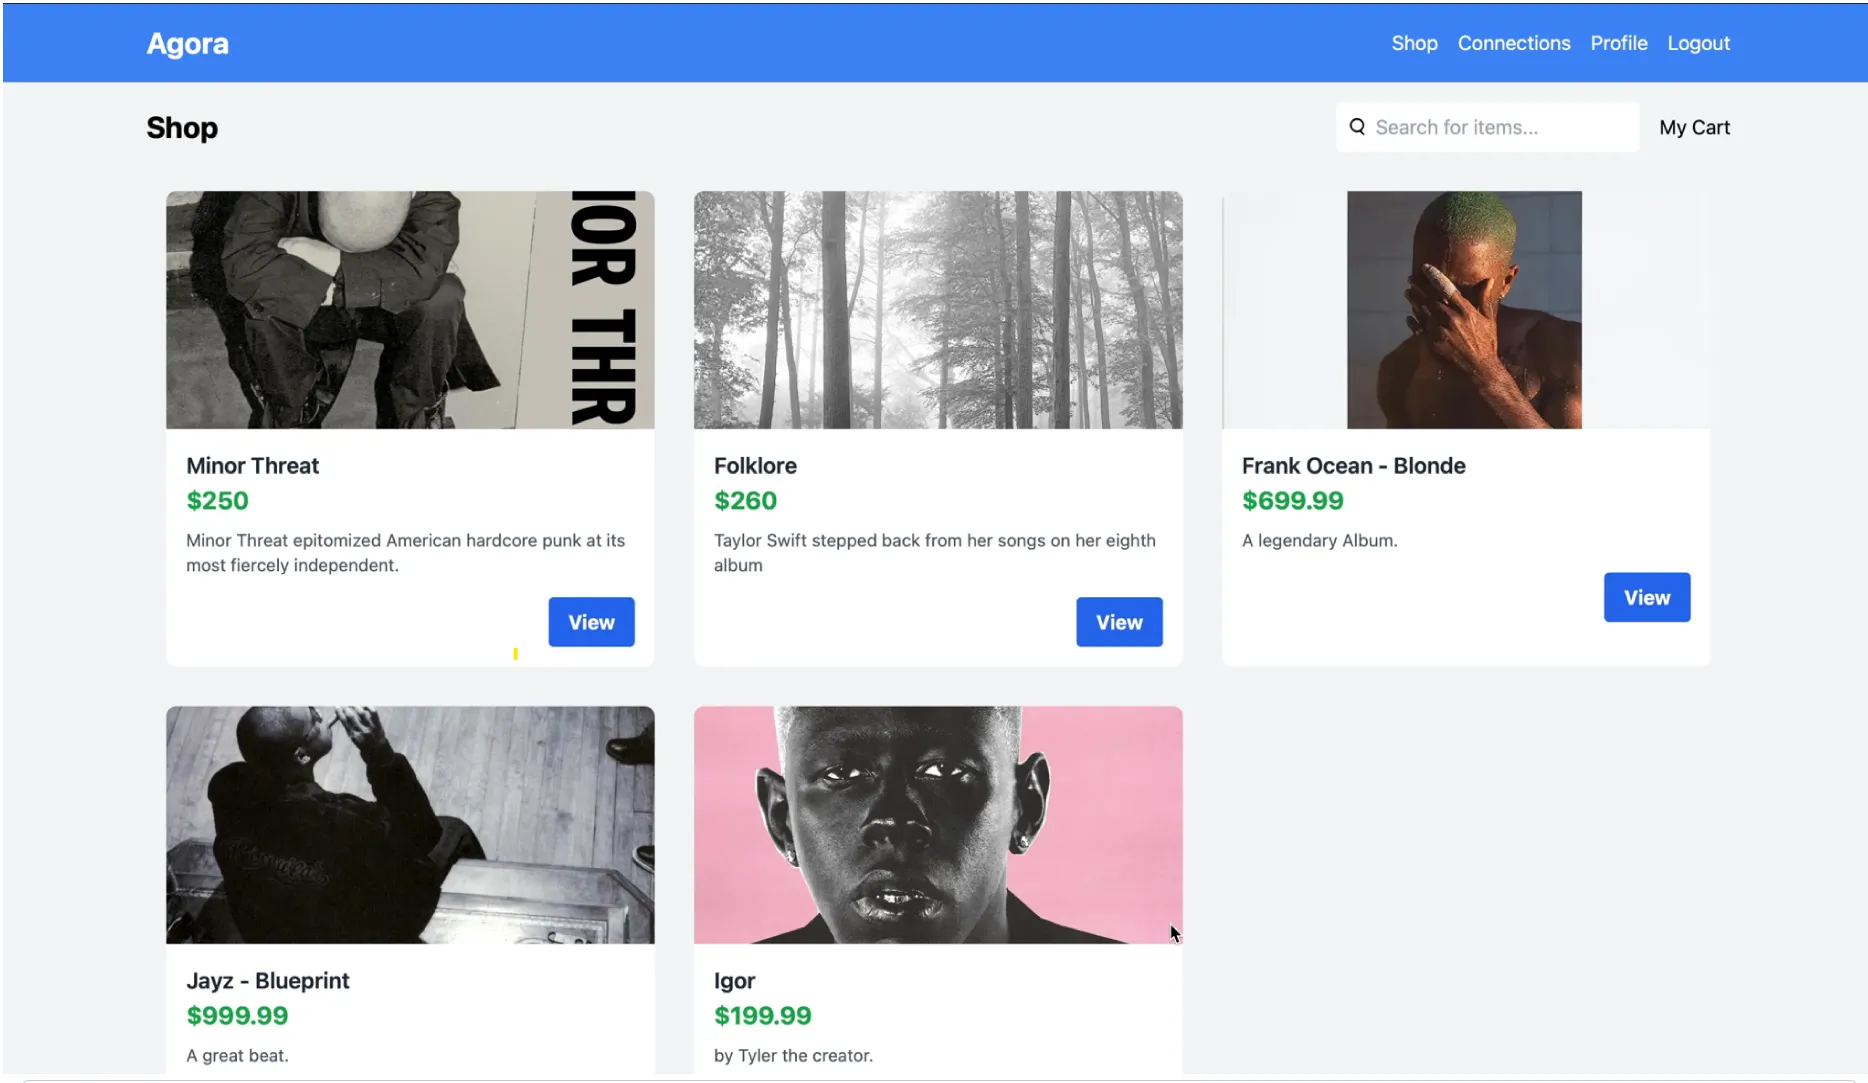 Agora
Shop Connections Profile Logout
Shop
Search for items...
My Cart
IOR THR
Minor Threat
$250
Minor Threat epitomized American hardcore punk at its
most fiercely independent.
View
Folklore
$260
Taylor Swift stepped back from her songs on her eighth
album
View
Frank Ocean - Blonde
$699.99
A legendary Album.
View
Jayz - Blueprint
$999.99
A great beat.
Igor
$199.99
by Tyler the creator.